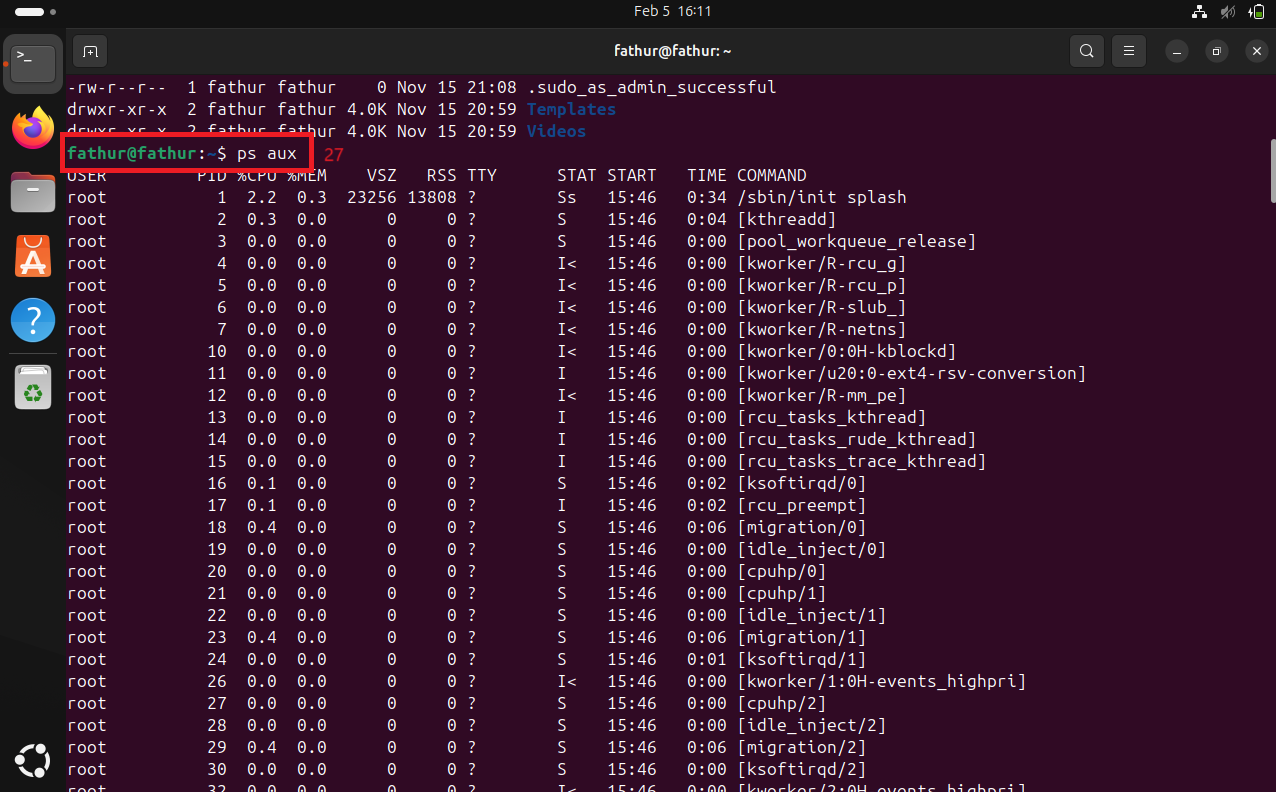 Feb 5 16:11
fathur@fathur: ~
-rw-r--r-- 1 fathur fathur 0 Nov 15 21:08 .sudo_as_admin_successful
drwxr-xr-x 2 fathur fathur 4.0K Nov 15 20:59 Templates
drwxr-xr-x 2 fathur fathur 4.0K Nov 15 20:59 Videos
fathur@fathur:~$ ps aux 27
USER PID %CPU %MEM VSZ RSS TTY STAT START TIME COMMAND
root 1 2.2 0.3 23256 13808 ? Ss 15:46 0:34 /sbin/init splash
root 2 0.3 0.0 0 0 ? S 15:46 0:04 [kthreadd]
root 3 0.0 0.0 0 0 ? S 15:46 0:00 [pool_workqueue_release]
root 4 0.0 0.0 0 0 ? I< 15:46 0:00 [kworker/R-rcu_g]
root 5 0.0 0.0 0 0 ? I< 15:46 0:00 [kworker/R-rcu_p]
root 6 0.0 0.0 0 0 ? I< 15:46 0:00 [kworker/R-slub_]
root 7 0.0 0.0 0 0 ? I< 15:46 0:00 [kworker/R-netns]
root 10 0.0 0.0 0 0 ? I< 15:46 0:00 [kworker/0:0H-kblockd]
root 11 0.0 0.0 0 0 ? I 15:46 0:00 [kworker/u20:0-ext4-rsv-conversion]
root 12 0.0 0.0 0 0 ? I< 15:46 0:00 [kworker/R-mm_pe]
root 13 0.0 0.0 0 0 ? I 15:46 0:00 [rcu_tasks_kthread]
root 14 0.0 0.0 0 0 ? I 15:46 0:00 [rcu_tasks_rude_kthread]
root 15 0.0 0.0 0 0 ? I 15:46 0:00 [rcu_tasks_trace_kthread]
root 16 0.1 0.0 0 0 ? S 15:46 0:02 [ksoftirqd/0]
root 17 0.1 0.0 0 0 ? I 15:46 0:02 [rcu_preempt]
root 18 0.4 0.0 0 0 ? S 15:46 0:06 [migration/0]
root 19 0.0 0.0 0 0 ? S 15:46 0:00 [idle_inject/0]
root 20 0.0 0.0 0 0 ? S 15:46 0:00 [cpuhp/0]
root 21 0.0 0.0 0 0 ? S 15:46 0:00 [cpuhp/1]
root 22 0.0 0.0 0 0 ? S 15:46 0:00 [idle_inject/1]
root 23 0.4 0.0 0 0 ? S 15:46 0:06 [migration/1]
root 24 0.0 0.0 0 0 ? S 15:46 0:01 [ksoftirqd/1]
root 26 0.0 0.0 0 0 ? I< 15:46 0:00 [kworker/1:0H-events_highpri]
root 27 0.0 0.0 0 0 ? S 15:46 0:00 [cpuhp/2]
root 28 0.0 0.0 0 0 ? S 15:46 0:00 [idle_inject/2]
root 29 0.4 0.0 0 0 ? S 15:46 0:06 [migration/2]
root 30 0.0 0.0 0 0 ? S 15:46 0:00 [ksoftirqd/2]
root 32 0.0 0.0 0 0 ? I< 15:46 0:00 [kworker/2:0H-events_highpri]